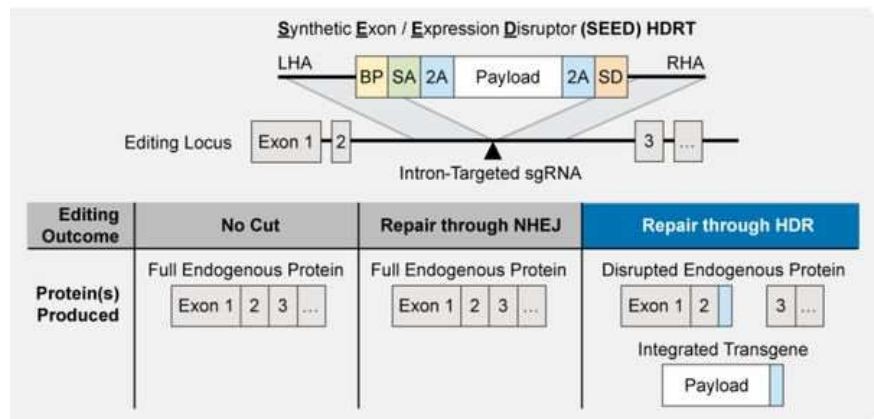 Synthetic Exon / Expression Disruptor (SEED) HDRT
LHA
RHA
BP SA 2A Payload 2A SD
Editing Locus Exon 1 2 3 ...
Intron-Targeted sgRNA
Editing Outcome No Cut Repair through NHEJ Repair through HDR
Protein(s) Produced
Full Endogenous Protein Full Endogenous Protein Disrupted Endogenous Protein
Exon 1 2 3 ... Exon 1 2 3 ... Exon 1 2 3 ...
Integrated Transgene
Payload